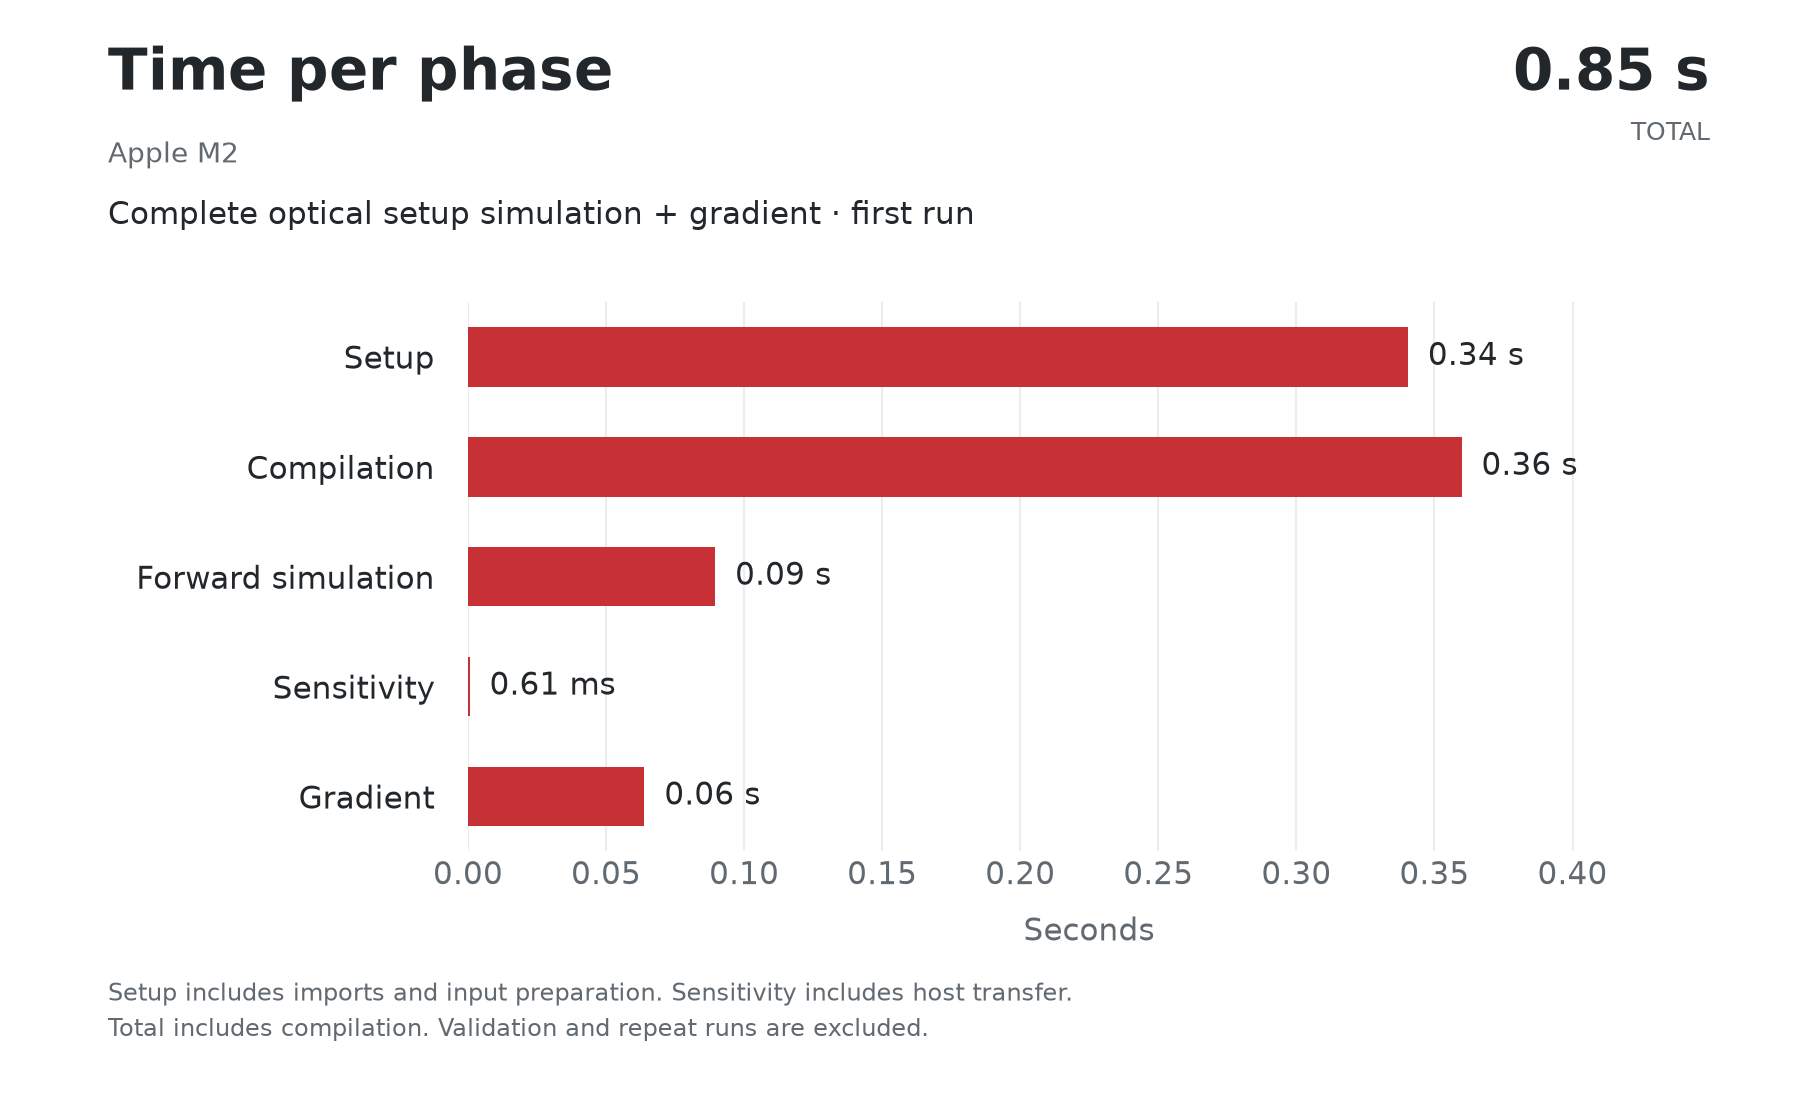 Time per phase
0.85 s
TOTAL
Apple M2
Complete optical setup simulation + gradient · first run
Setup
0.34 s
Compilation
0.36 s
Forward simulation
0.09 s
Sensitivity
0.61 ms
Gradient
0.06 s
0.00 0.05 0.10 0.15 0.20 0.25 0.30 0.35 0.40
Seconds
Setup includes imports and input preparation. Sensitivity includes host transfer.
Total includes compilation. Validation and repeat runs are excluded.